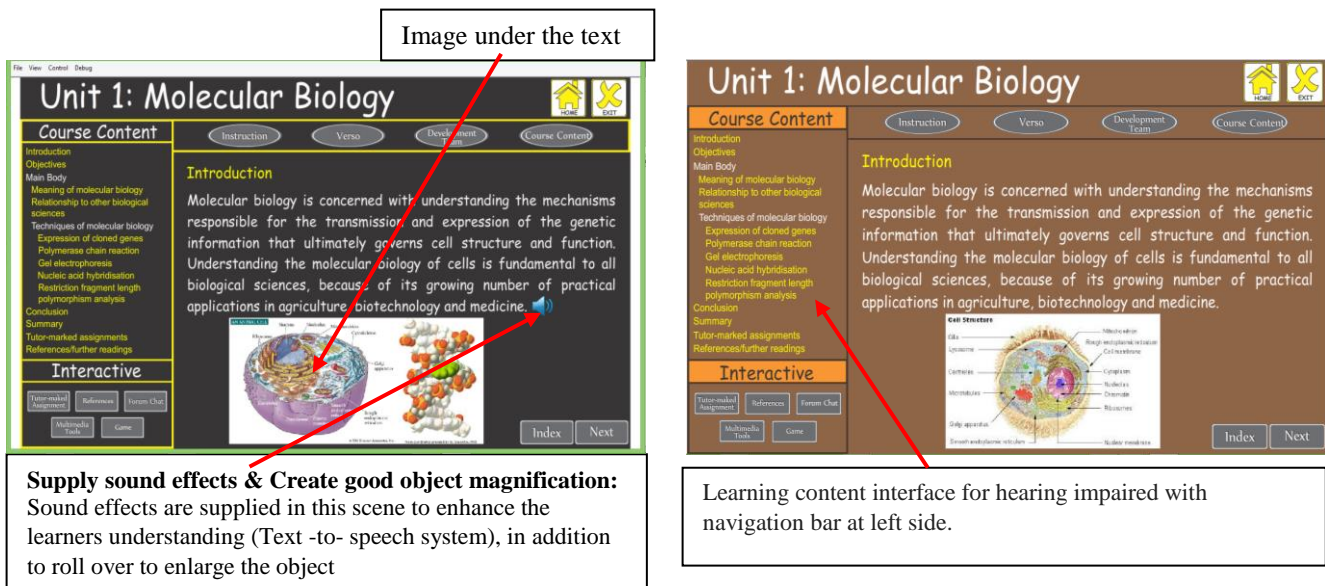 Image under the text
File View Control Debug
Unit 1: Molecular Biology
HOME
EXIT
Course Content
Instruction
Verso
Development
Team
Course Content
Introduction
Objectives
Main Body
Meaning of molecular biology
Relationship to other biological
sciences
Techniques of molecular biology
Expression of cloned genes
Polymerase chain reaction
Gel electrophoresis
Nucleic acid hybridisation
Restriction fragment length
polymorphism analysis
Conclusion
Summary
Tutor-marked assignments
References/further readings
Introduction
Molecular biology is concerned with understanding the mechanisms
responsible for the transmission and expression of the genetic
information that ultimately governs cell structure and function.
Understanding the molecular biology of cells is fundamental to all
biological sciences, because of its growing number of practical
applications in agriculture, biotechnology and medicine.
Nucleus
Nucleolus
Golgi
apparatus
Interactive
Tutor-maked
Assignment
References
Forum Chat
Multimedia
Tools
Game
Index
Next
Supply sound effects & Create good object magnification:
Sound effects are supplied in this scene to enhance the
learners understanding (Text -to- speech system), in addition
to roll over to enlarge the object
Unit 1: Molecular Biology
HOME
EXIT
Course Content
Instruction
Verso
Development
Team
Course Content
Introduction
Objectives
Main Body
Meaning of molecular biology
Relationship to other biological
sciences
Techniques of molecular biology
Expression of cloned genes
Polymerase chain reaction
Gel electrophoresis
Nucleic acid hybridisation
Restriction fragment length
polymorphism analysis
Conclusion
Summary
Tutor-marked assignments
References/further readings
Introduction
Molecular biology is concerned with understanding the mechanisms
responsible for the transmission and expression of the genetic
information that ultimately governs cell structure and function.
Understanding the molecular biology of cells is fundamental to all
biological sciences, because of its growing number of practical
applications in agriculture, biotechnology and medicine.
Cell Structure
Cilia
Lysosome
Centrioles
Microtubules
Golgi apparatus
Smooth endoplasmic reticulum
Mitochondrion
Rough endoplasmic reticulum
Cell membrane
Cytoplasm
Nucleolus
Chromatin
Ribosomes
Nuclear membrane
Interactive
Tutor-maked
Assignment
References
Forum Chat
Multimedia
Tools
Game
Index
Next
Learning content interface for hearing impaired with
navigation bar at left side.